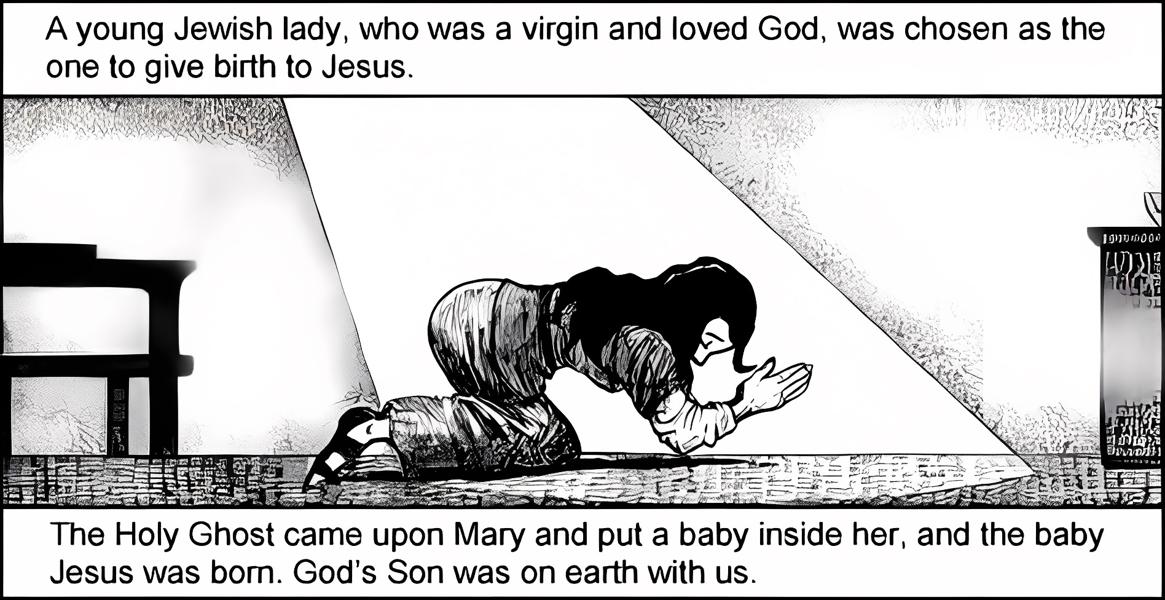 A young Jewish lady, who was a virgin and loved God, was chosen as the
one to give birth to Jesus.
The Holy Ghost came upon Mary and put a baby inside her, and the baby
Jesus was born. God's Son was on earth with us.